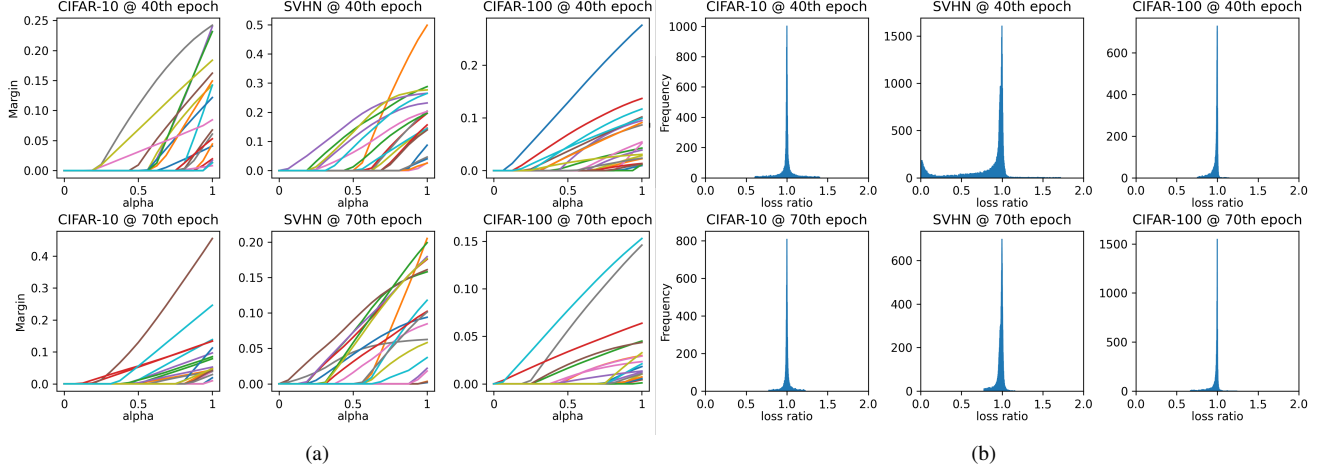 CIFAR-10 @ 40th epoch
0.25
0.20
0.15
0.10
0.05
0.00
Margin
0 0.5 1
alpha
SVHN @ 40th epoch
0.5
0.4
0.3
0.2
0.1
0.0
0 0.5 1
alpha
CIFAR-100 @ 40th epoch
0.2
0.1
0.0
0 0.5 1
alpha
CIFAR-10 @ 70th epoch
0.4
0.3
0.2
0.1
0.0
Margin
0 0.5 1
alpha
SVHN @ 70th epoch
0.20
0.15
0.10
0.05
0.00
0 0.5 1
alpha
CIFAR-100 @ 70th epoch
0.15
0.10
0.05
0.00
0 0.5 1
alpha
(a)
CIFAR-10 @ 40th epoch
1000
800
600
400
200
0
Frequency
0.0 0.5 1.0 1.5 2.0
loss ratio
SVHN @ 40th epoch
1500
1000
500
0
0.0 0.5 1.0 1.5 2.0
loss ratio
CIFAR-100 @ 40th epoch
600
400
200
0
0.0 0.5 1.0 1.5 2.0
loss ratio
CIFAR-10 @ 70th epoch
800
600
400
200
0
Frequency
0.0 0.5 1.0 1.5 2.0
loss ratio
SVHN @ 70th epoch
600
400
200
0
0.0 0.5 1.0 1.5 2.0
loss ratio
CIFAR-100 @ 70th epoch
1500
1000
500
0
0.0 0.5 1.0 1.5 2.0
loss ratio
(b)